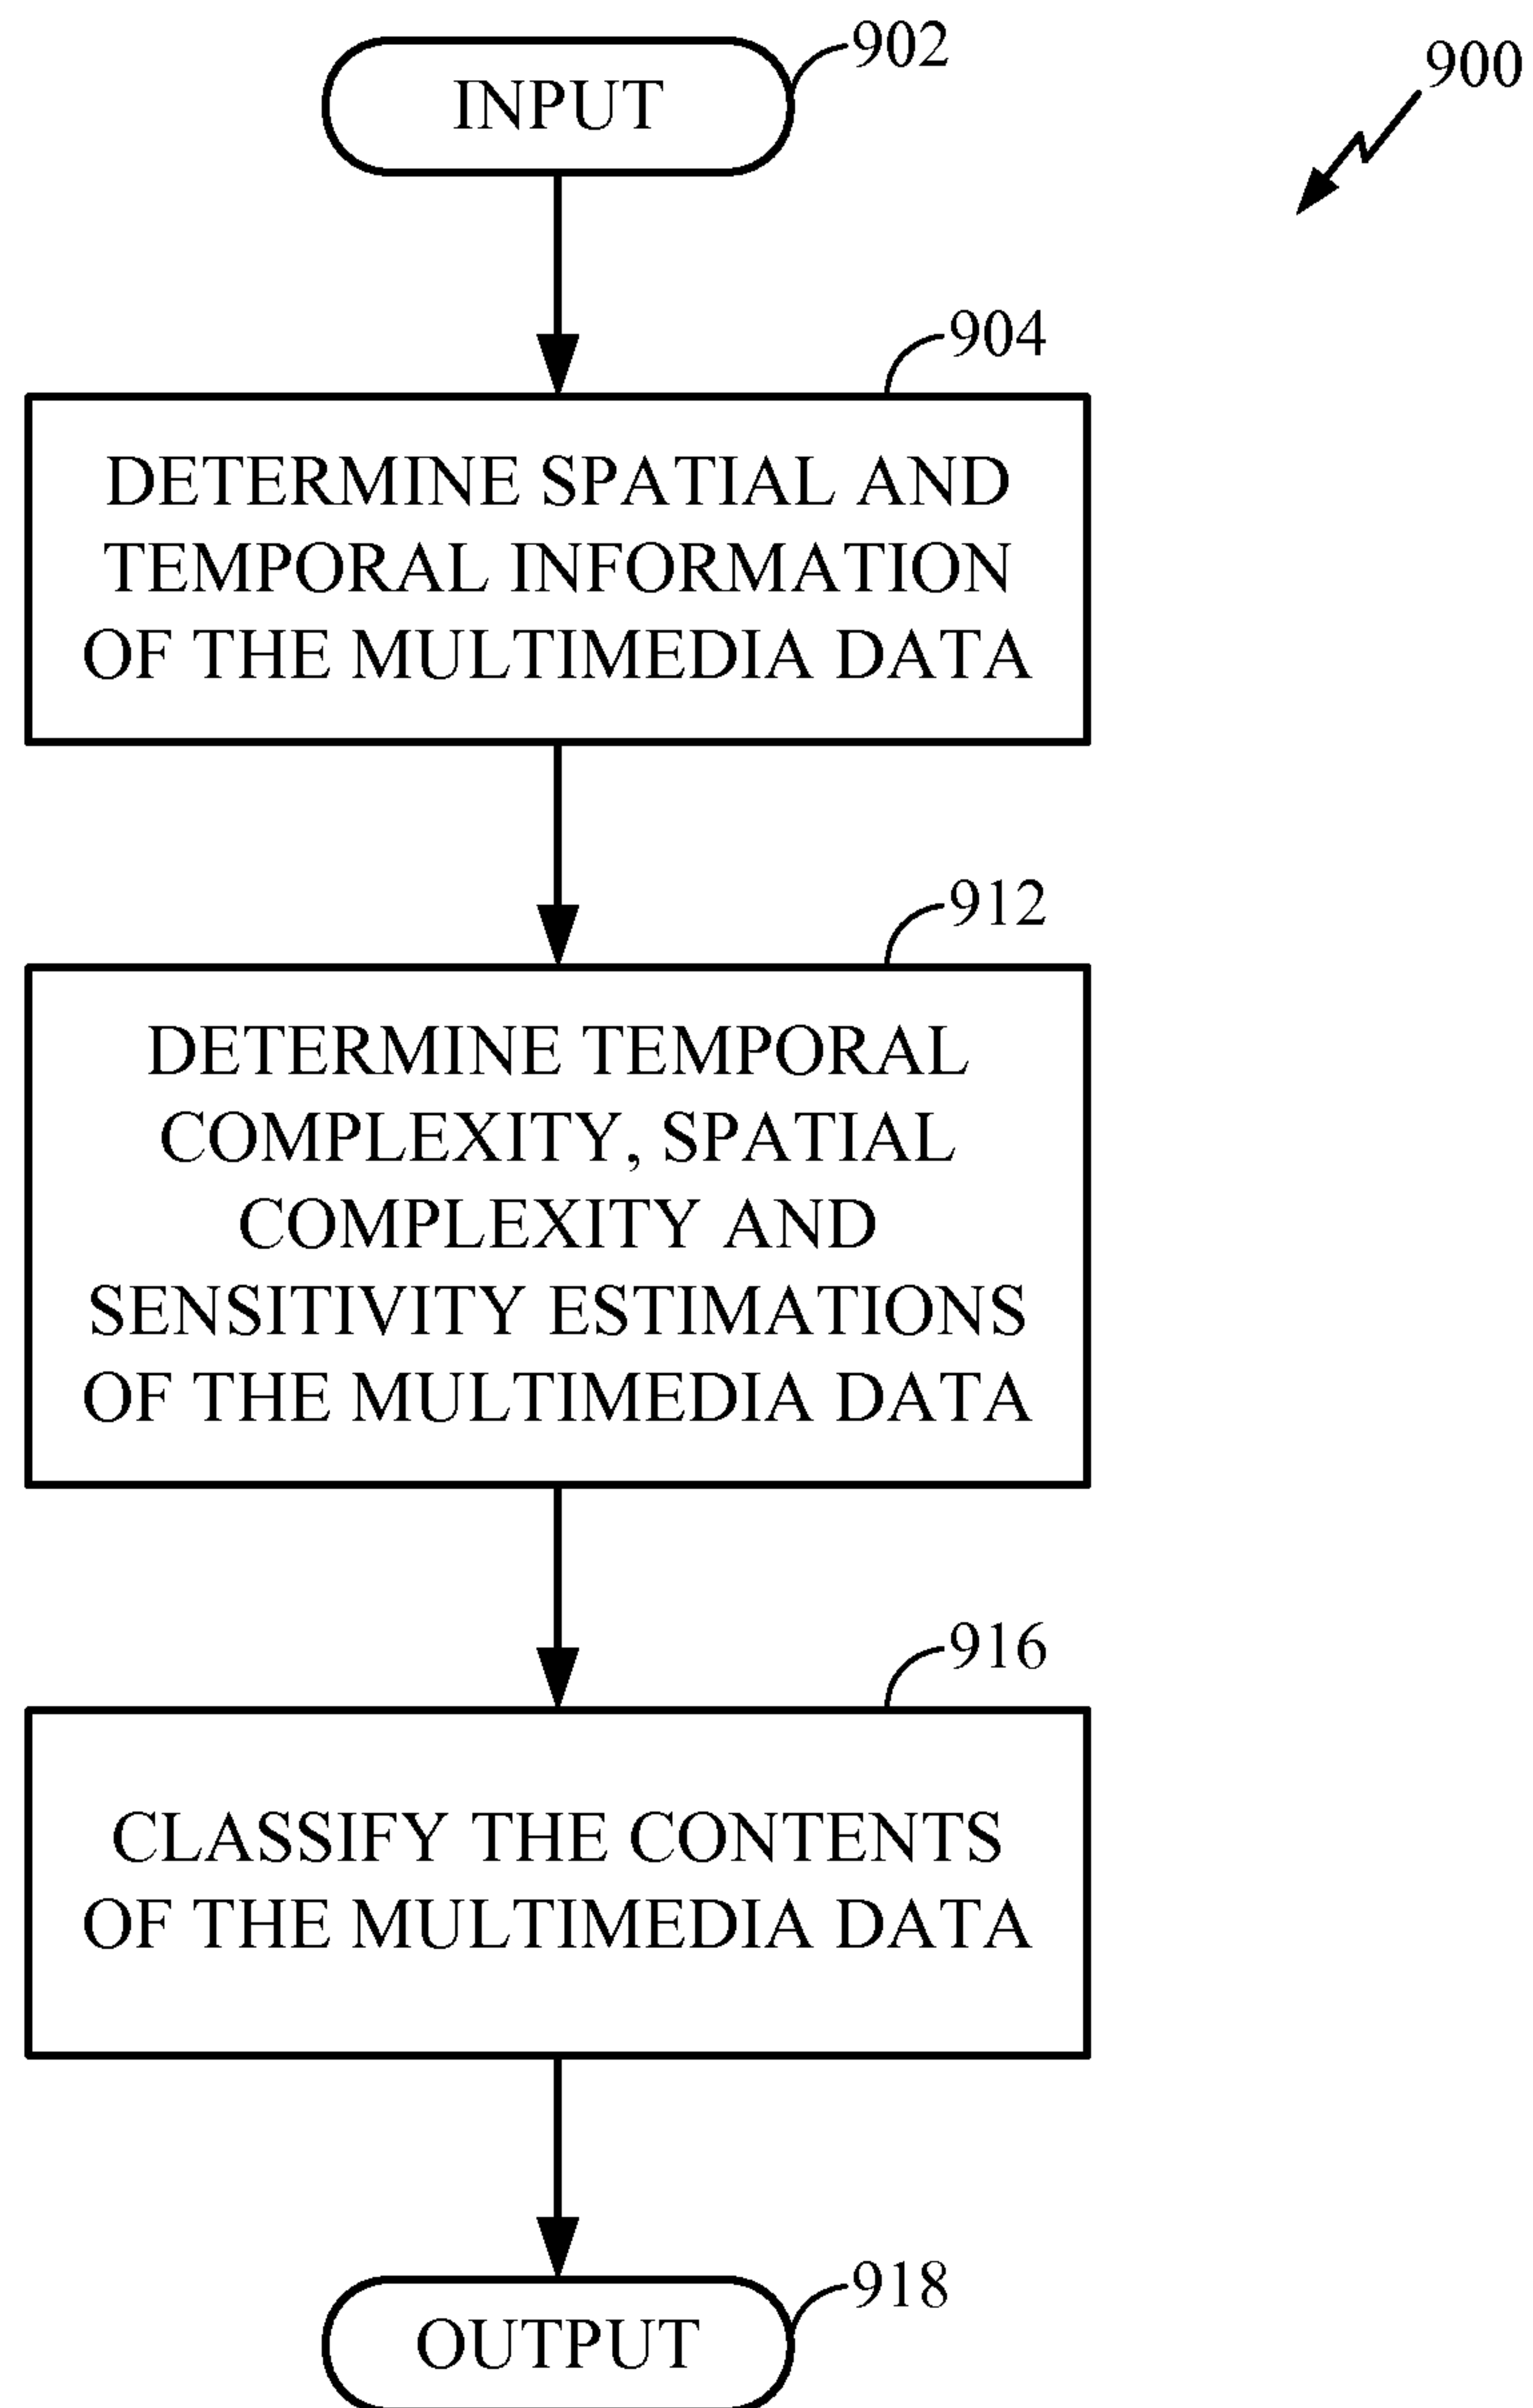 902
900
INPUT
904
DETERMINE SPATIAL AND
TEMPORAL INFORMATION
OF THE MULTIMEDIA DATA
912
DETERMINE TEMPORAL
COMPLEXITY, SPATIAL
COMPLEXITY AND
SENSITIVITY ESTIMATIONS
OF THE MULTIMEDIA DATA
916
CLASSIFY THE CONTENTS
OF THE MULTIMEDIA DATA
918
OUTPUT